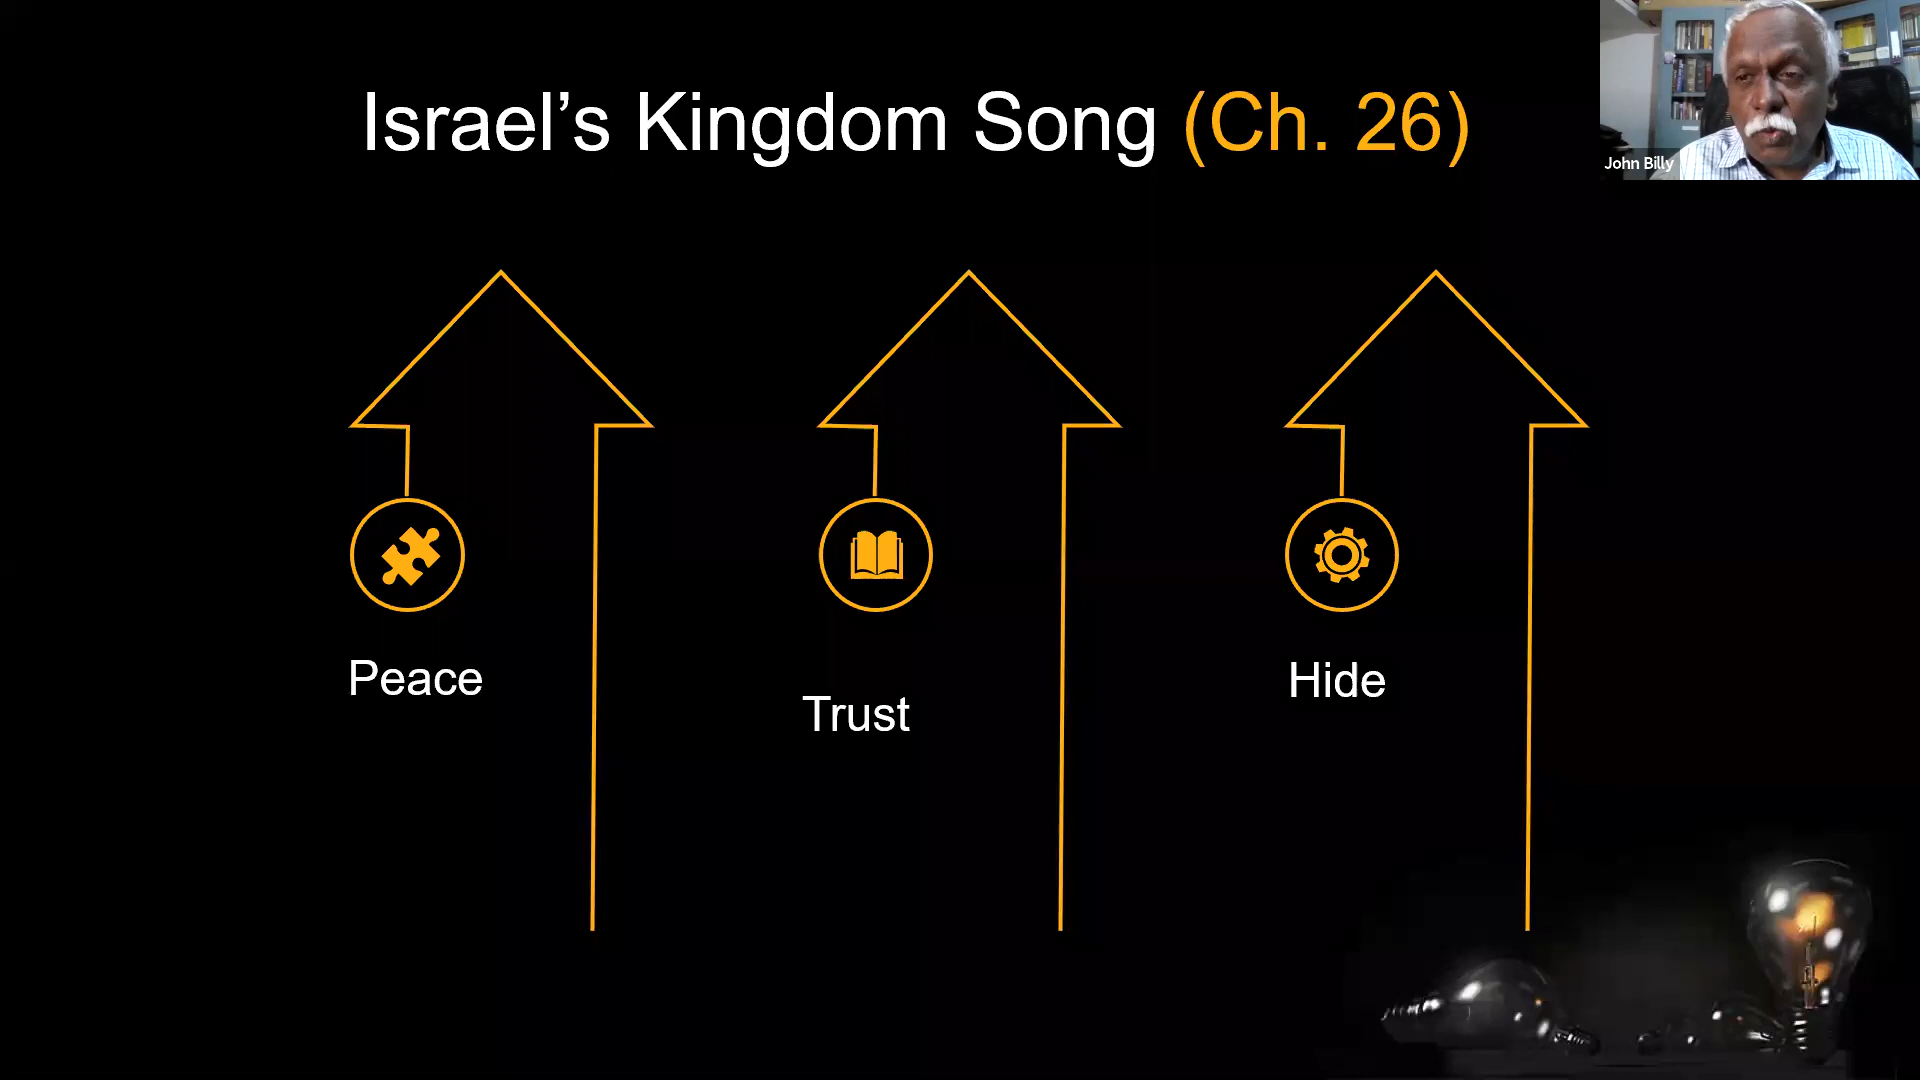 Israel’s Kingdom Song (Ch. 26)
John Billy
Peace
Trust
Hide